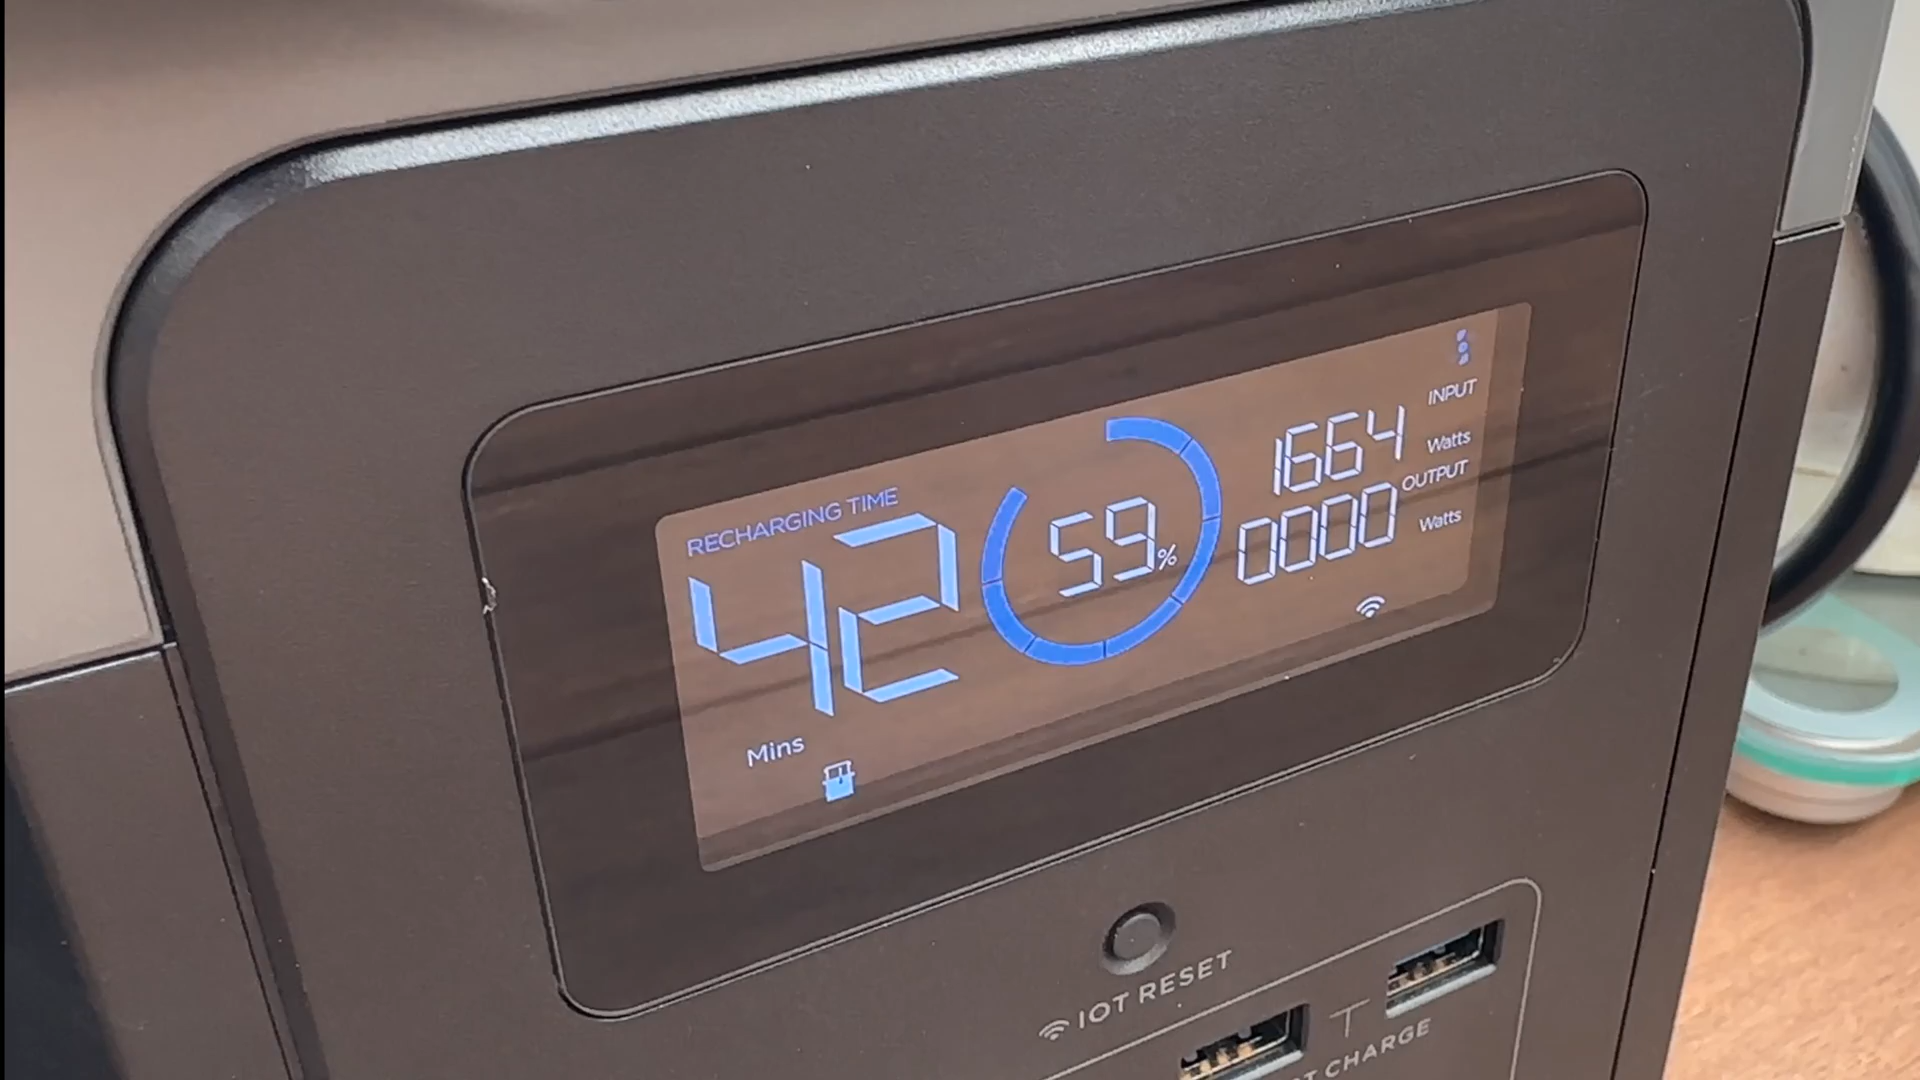 RECHARGING TIME
42
Mins
59%
INPUT
1664 Watts
OUTPUT
0000 Watts
IOT RESET
CHARGE